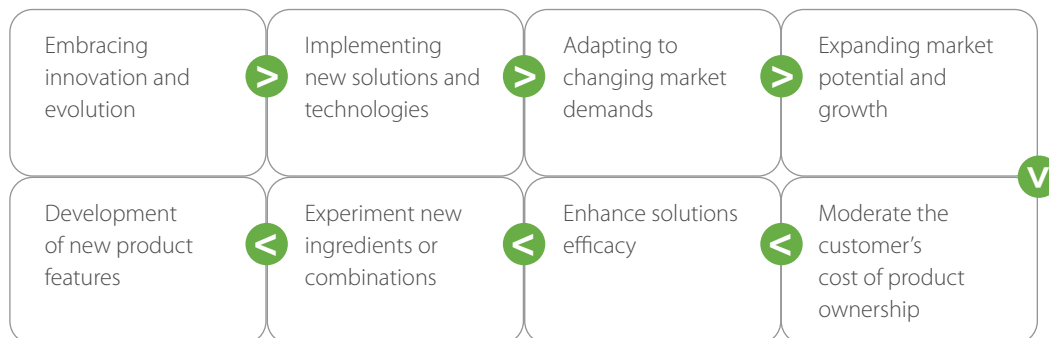 Embracing
innovation and
evolution
>
Implementing
new solutions and
technologies
>
Adapting to
changing market
demands
>
Expanding market
potential and
growth
v
Moderate the
customer’s
cost of product
ownership
<
Enhance solutions
efficacy
<
Experiment new
ingredients or
combinations
<
Development
of new product
features